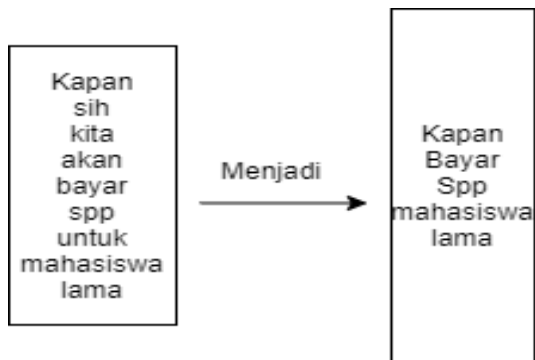 Kapan
sih
kita
akan
bayar
spp
untuk
mahasiswa
lama
Menjadi
Kapan
Bayar
Spp
mahasiswa
lama